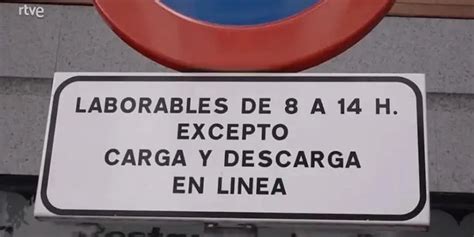 rtve
LABORABLES DE 8 A 14 H.
EXCEPTO
CARGA Y DESCARGA
EN LINEA